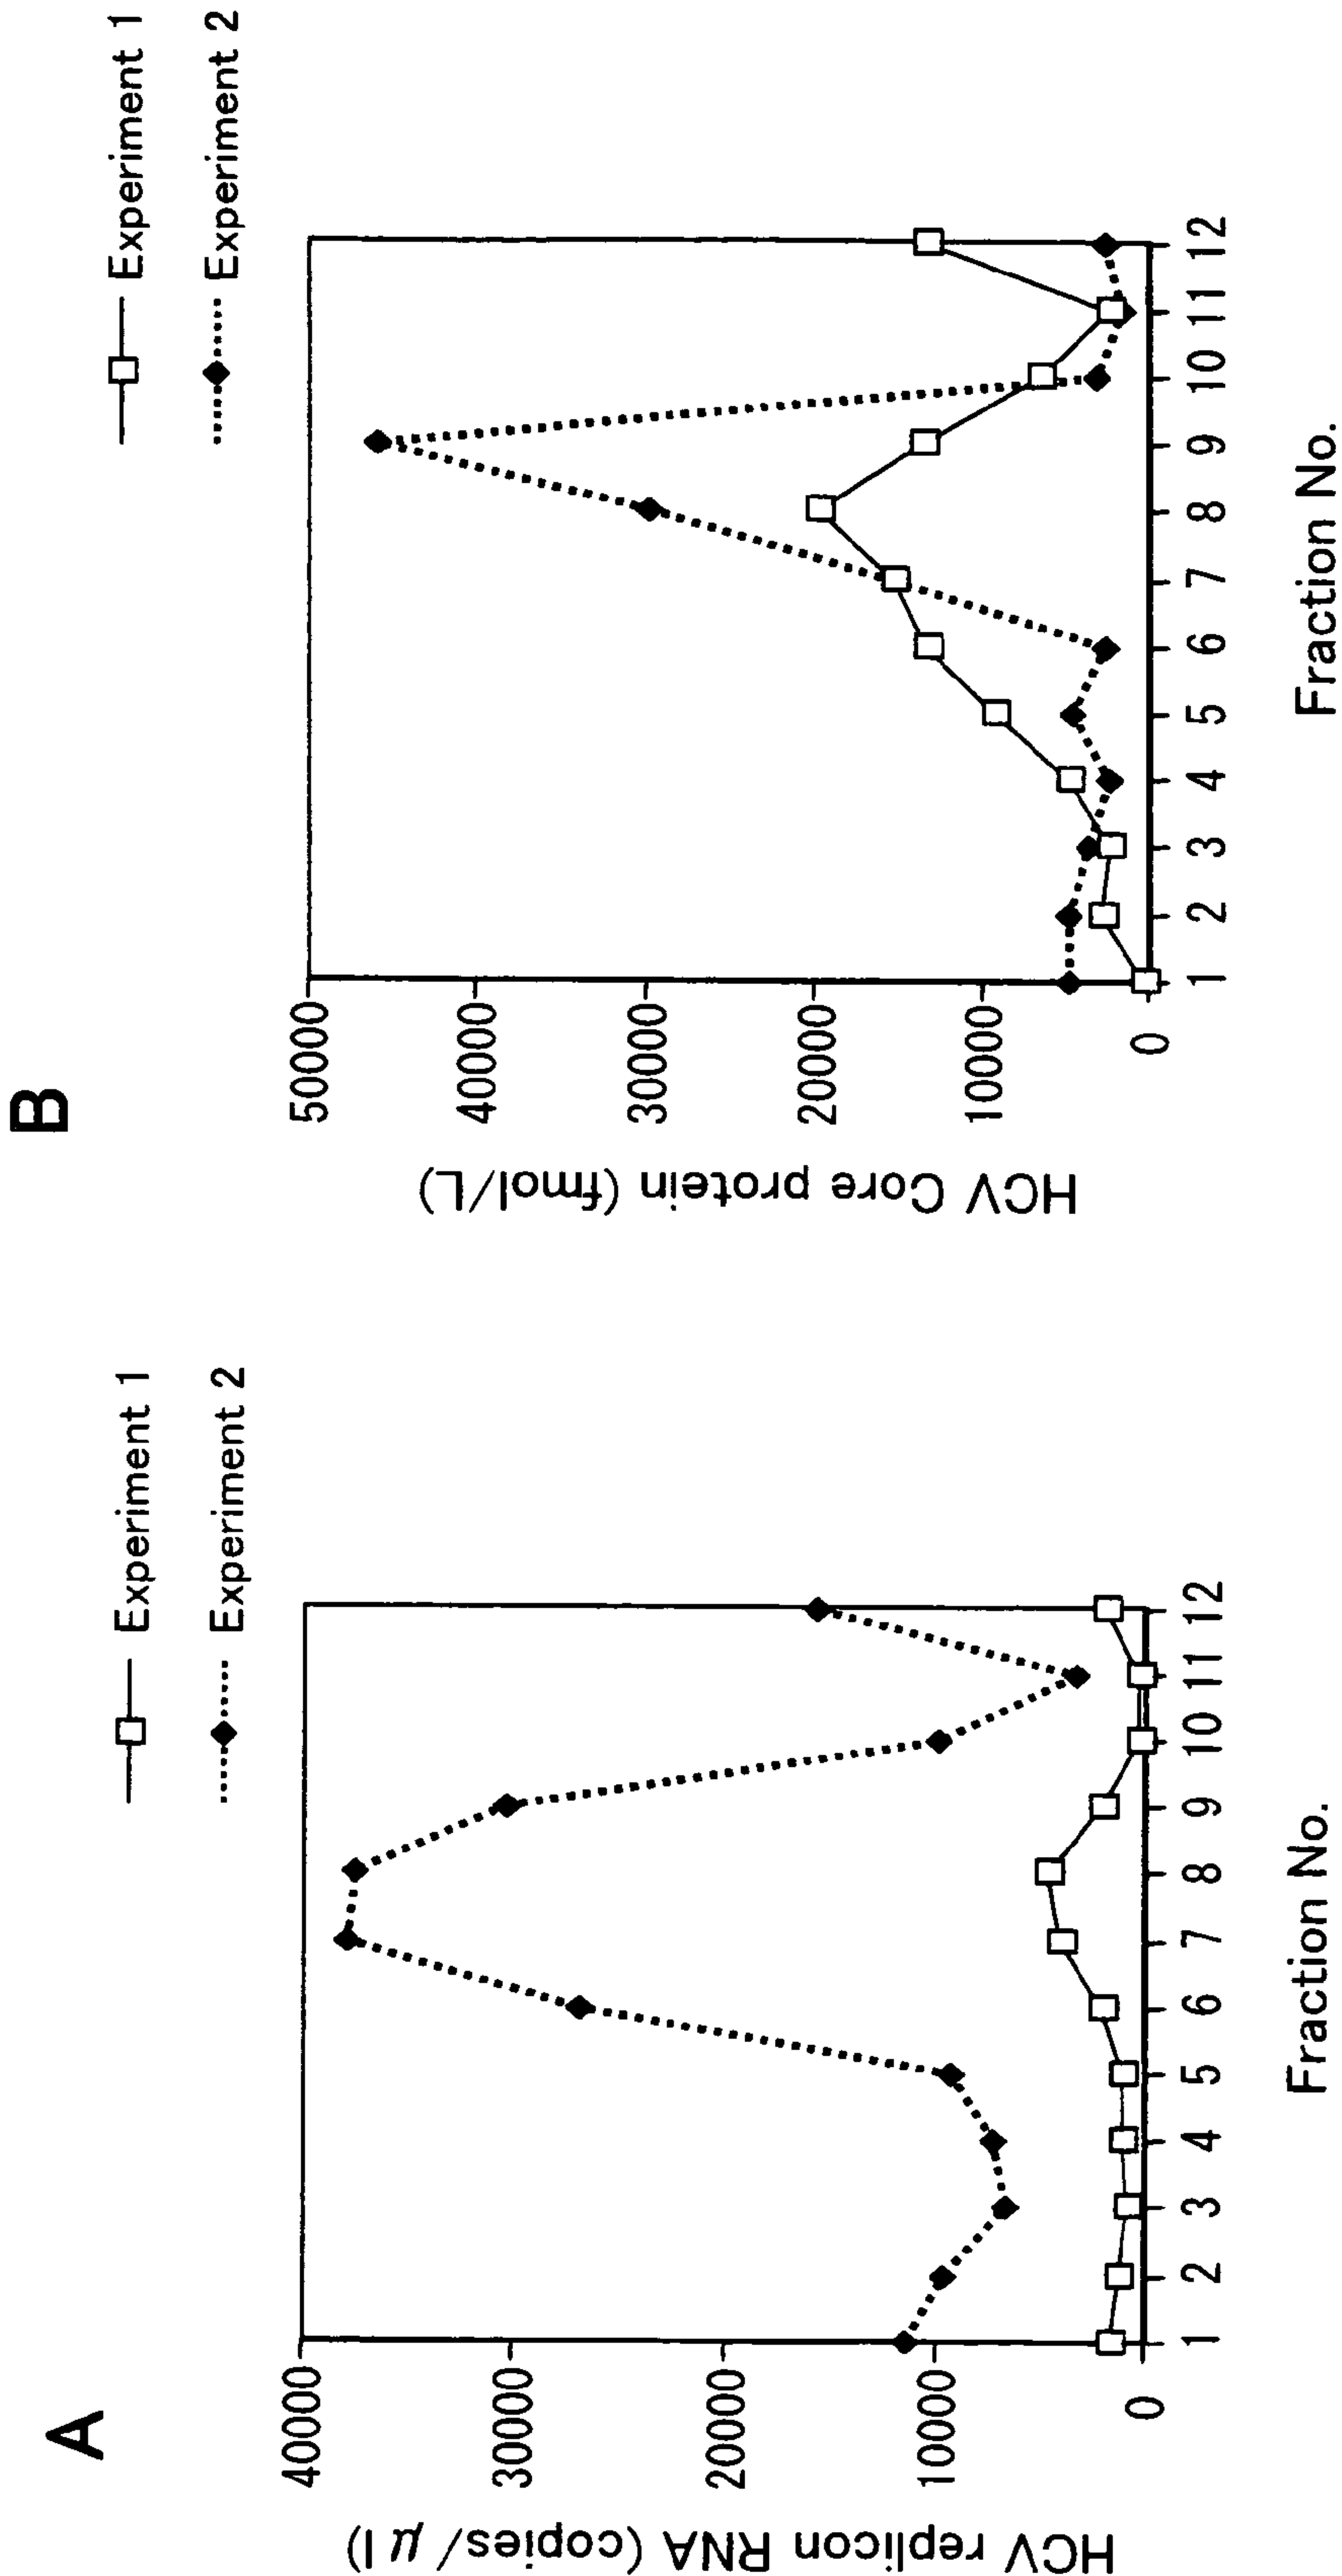 A
Experiment 1
Experiment 2
HCV replicon RNA (copies/μl)
40000
30000
20000
10000
0
1 2 3 4 5 6 7 8 9 10 11 12
Fraction No.
B
Experiment 1
Experiment 2
HCV Core protein (fmol/L)
50000
40000
30000
20000
10000
0
1 2 3 4 5 6 7 8 9 10 11 12
Fraction No.